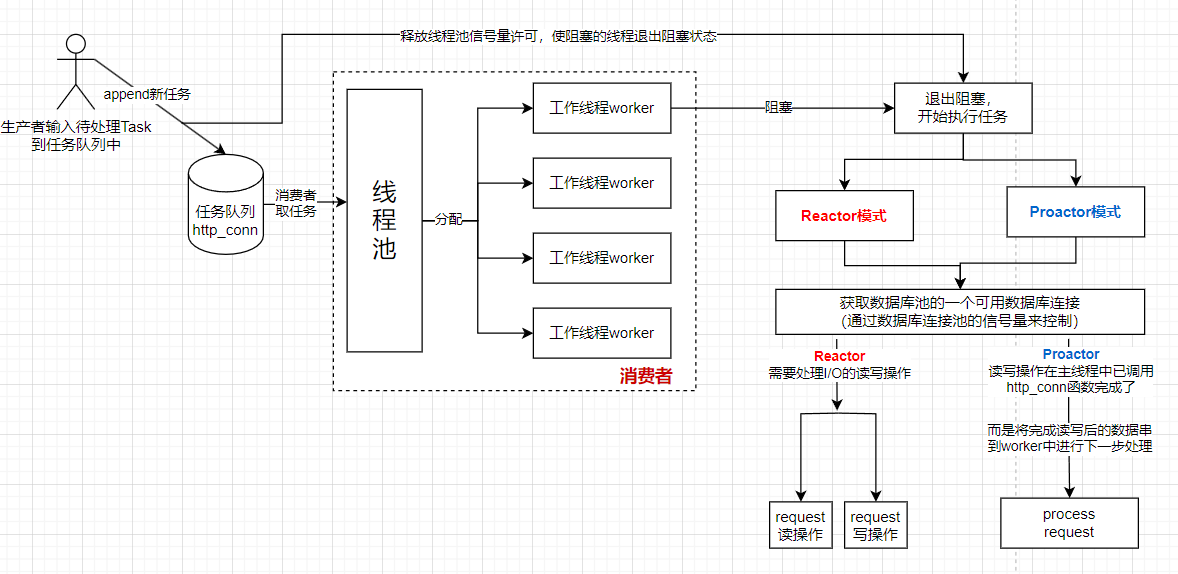 释放线程池信号量许可，使阻塞的线程退出阻塞状态
append新任务
生产者输入待处理Task
到任务队列中
任务队列
http_conn
消费者
取任务
线
程
池
分配
工作线程worker
工作线程worker
工作线程worker
工作线程worker
消费者
阻塞
退出阻塞，
开始执行任务
Reactor模式
Proactor模式
获取数据库池的一个可用数据库连接
(通过数据库连接池的信号量来控制)
Reactor
需要处理I/O的读写操作
Proactor
读写操作在主线程中已调用
http_conn函数完成了
而是将完成读写后的数据串
到worker中进行下一步处理
request
读操作
request
写操作
process
request